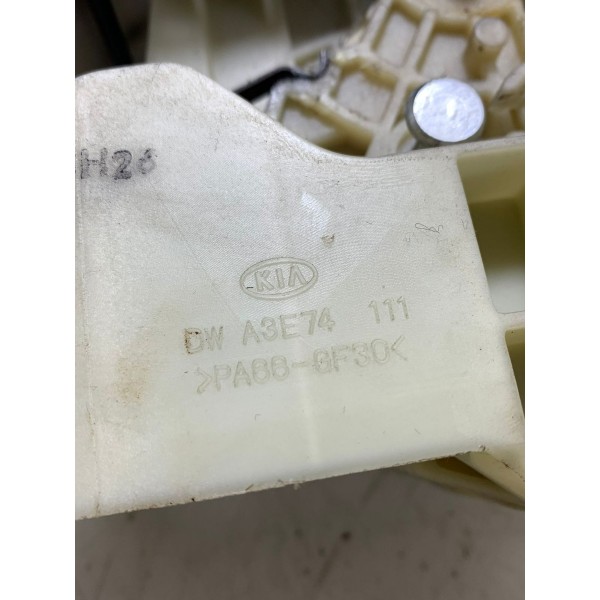 H26
KIA
DW A3E74 111
>PA66-GF30<